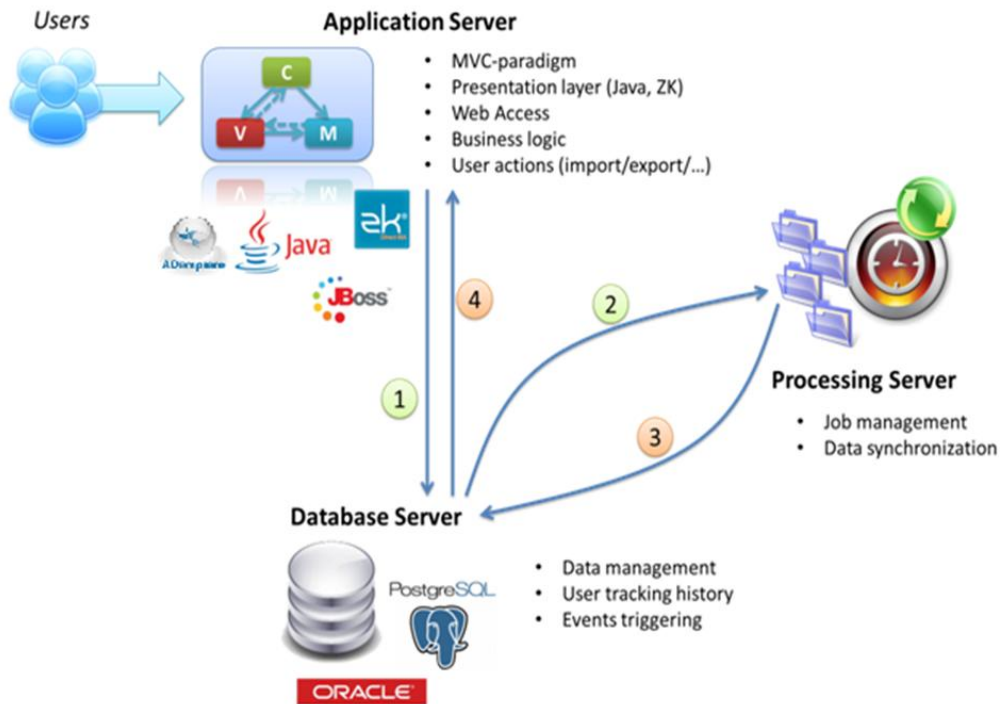 Users
Application Server
C
V
M
• MVC-paradigm
• Presentation layer (Java, ZK)
• Web Access
• Business logic
• User actions (import/export/…)
zk
Java
JBoss
1
4
2
3
Processing Server
• Job management
• Data synchronization
Database Server
• Data management
• User tracking history
• Events triggering
PostgreSQL
ORACLE